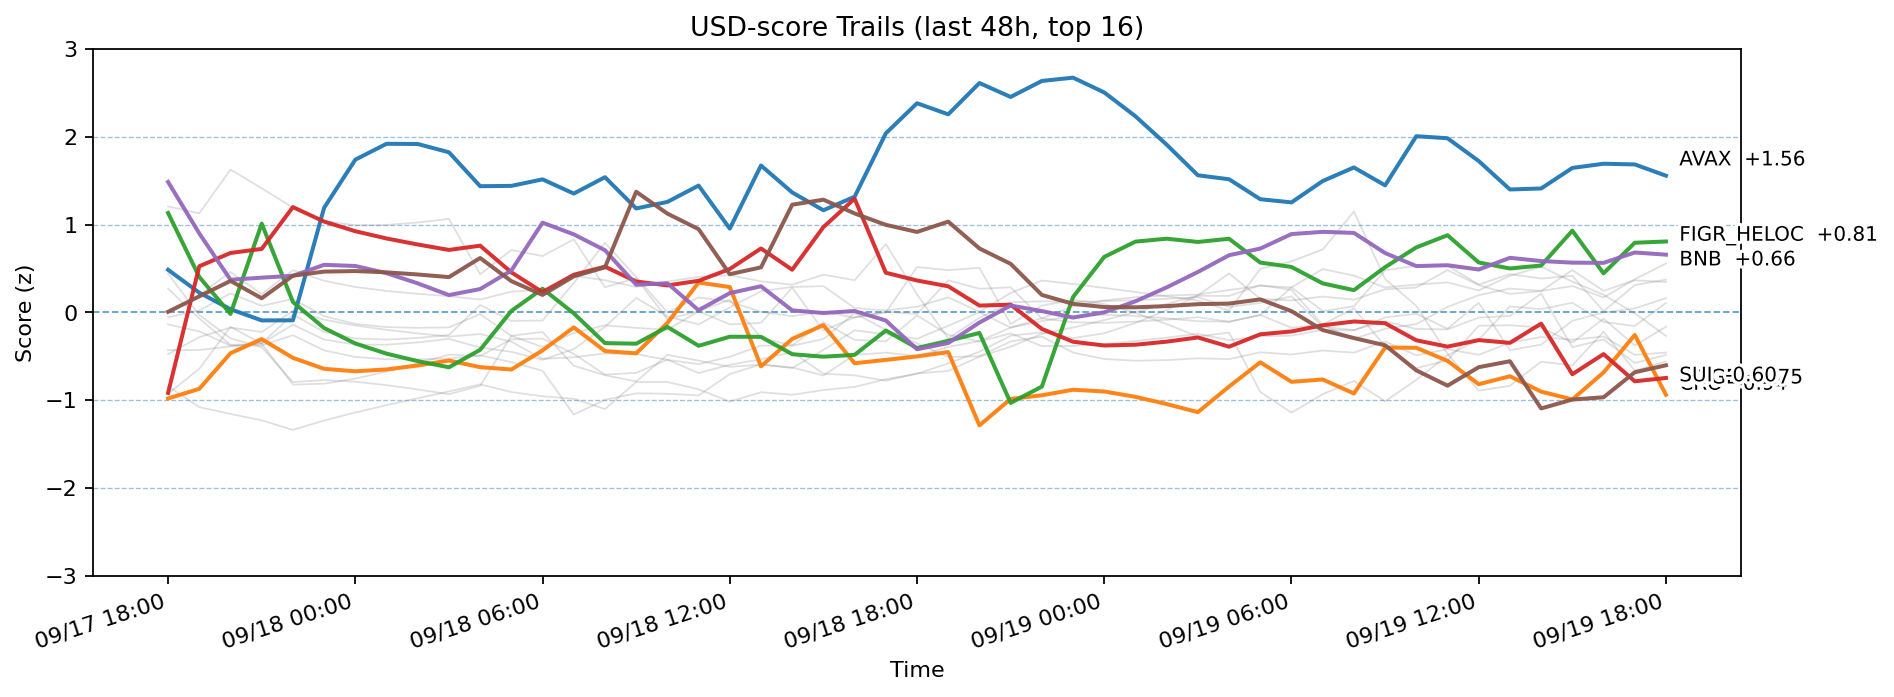 USD-score Trails (last 48h, top 16)
Score (z)
3
2
1
0
−1
−2
−3
AVAX +1.56
FIGR_HELOC +0.81
BNB +0.66
SUI
09/17 18:00
09/18 00:00
09/18 06:00
09/18 12:00
09/18 18:00
09/19 00:00
09/19 06:00
09/19 12:00
09/19 18:00
Time